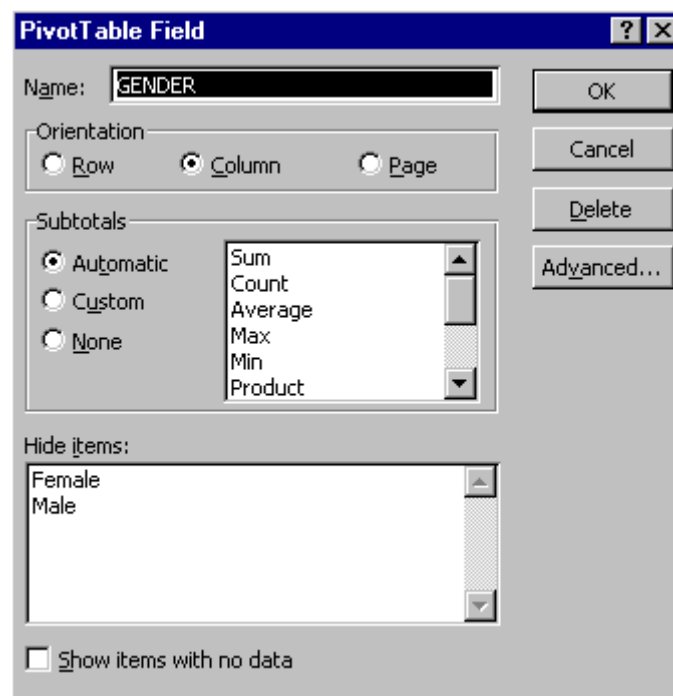 PivotTable Field
Name: GENDER
OK
Orientation
Row Column Page
Cancel
Delete
Subtotals
Automatic
Custom
None
Sum
Count
Average
Max
Min
Product
Advanced...
Hide items:
Female
Male
Show items with no data